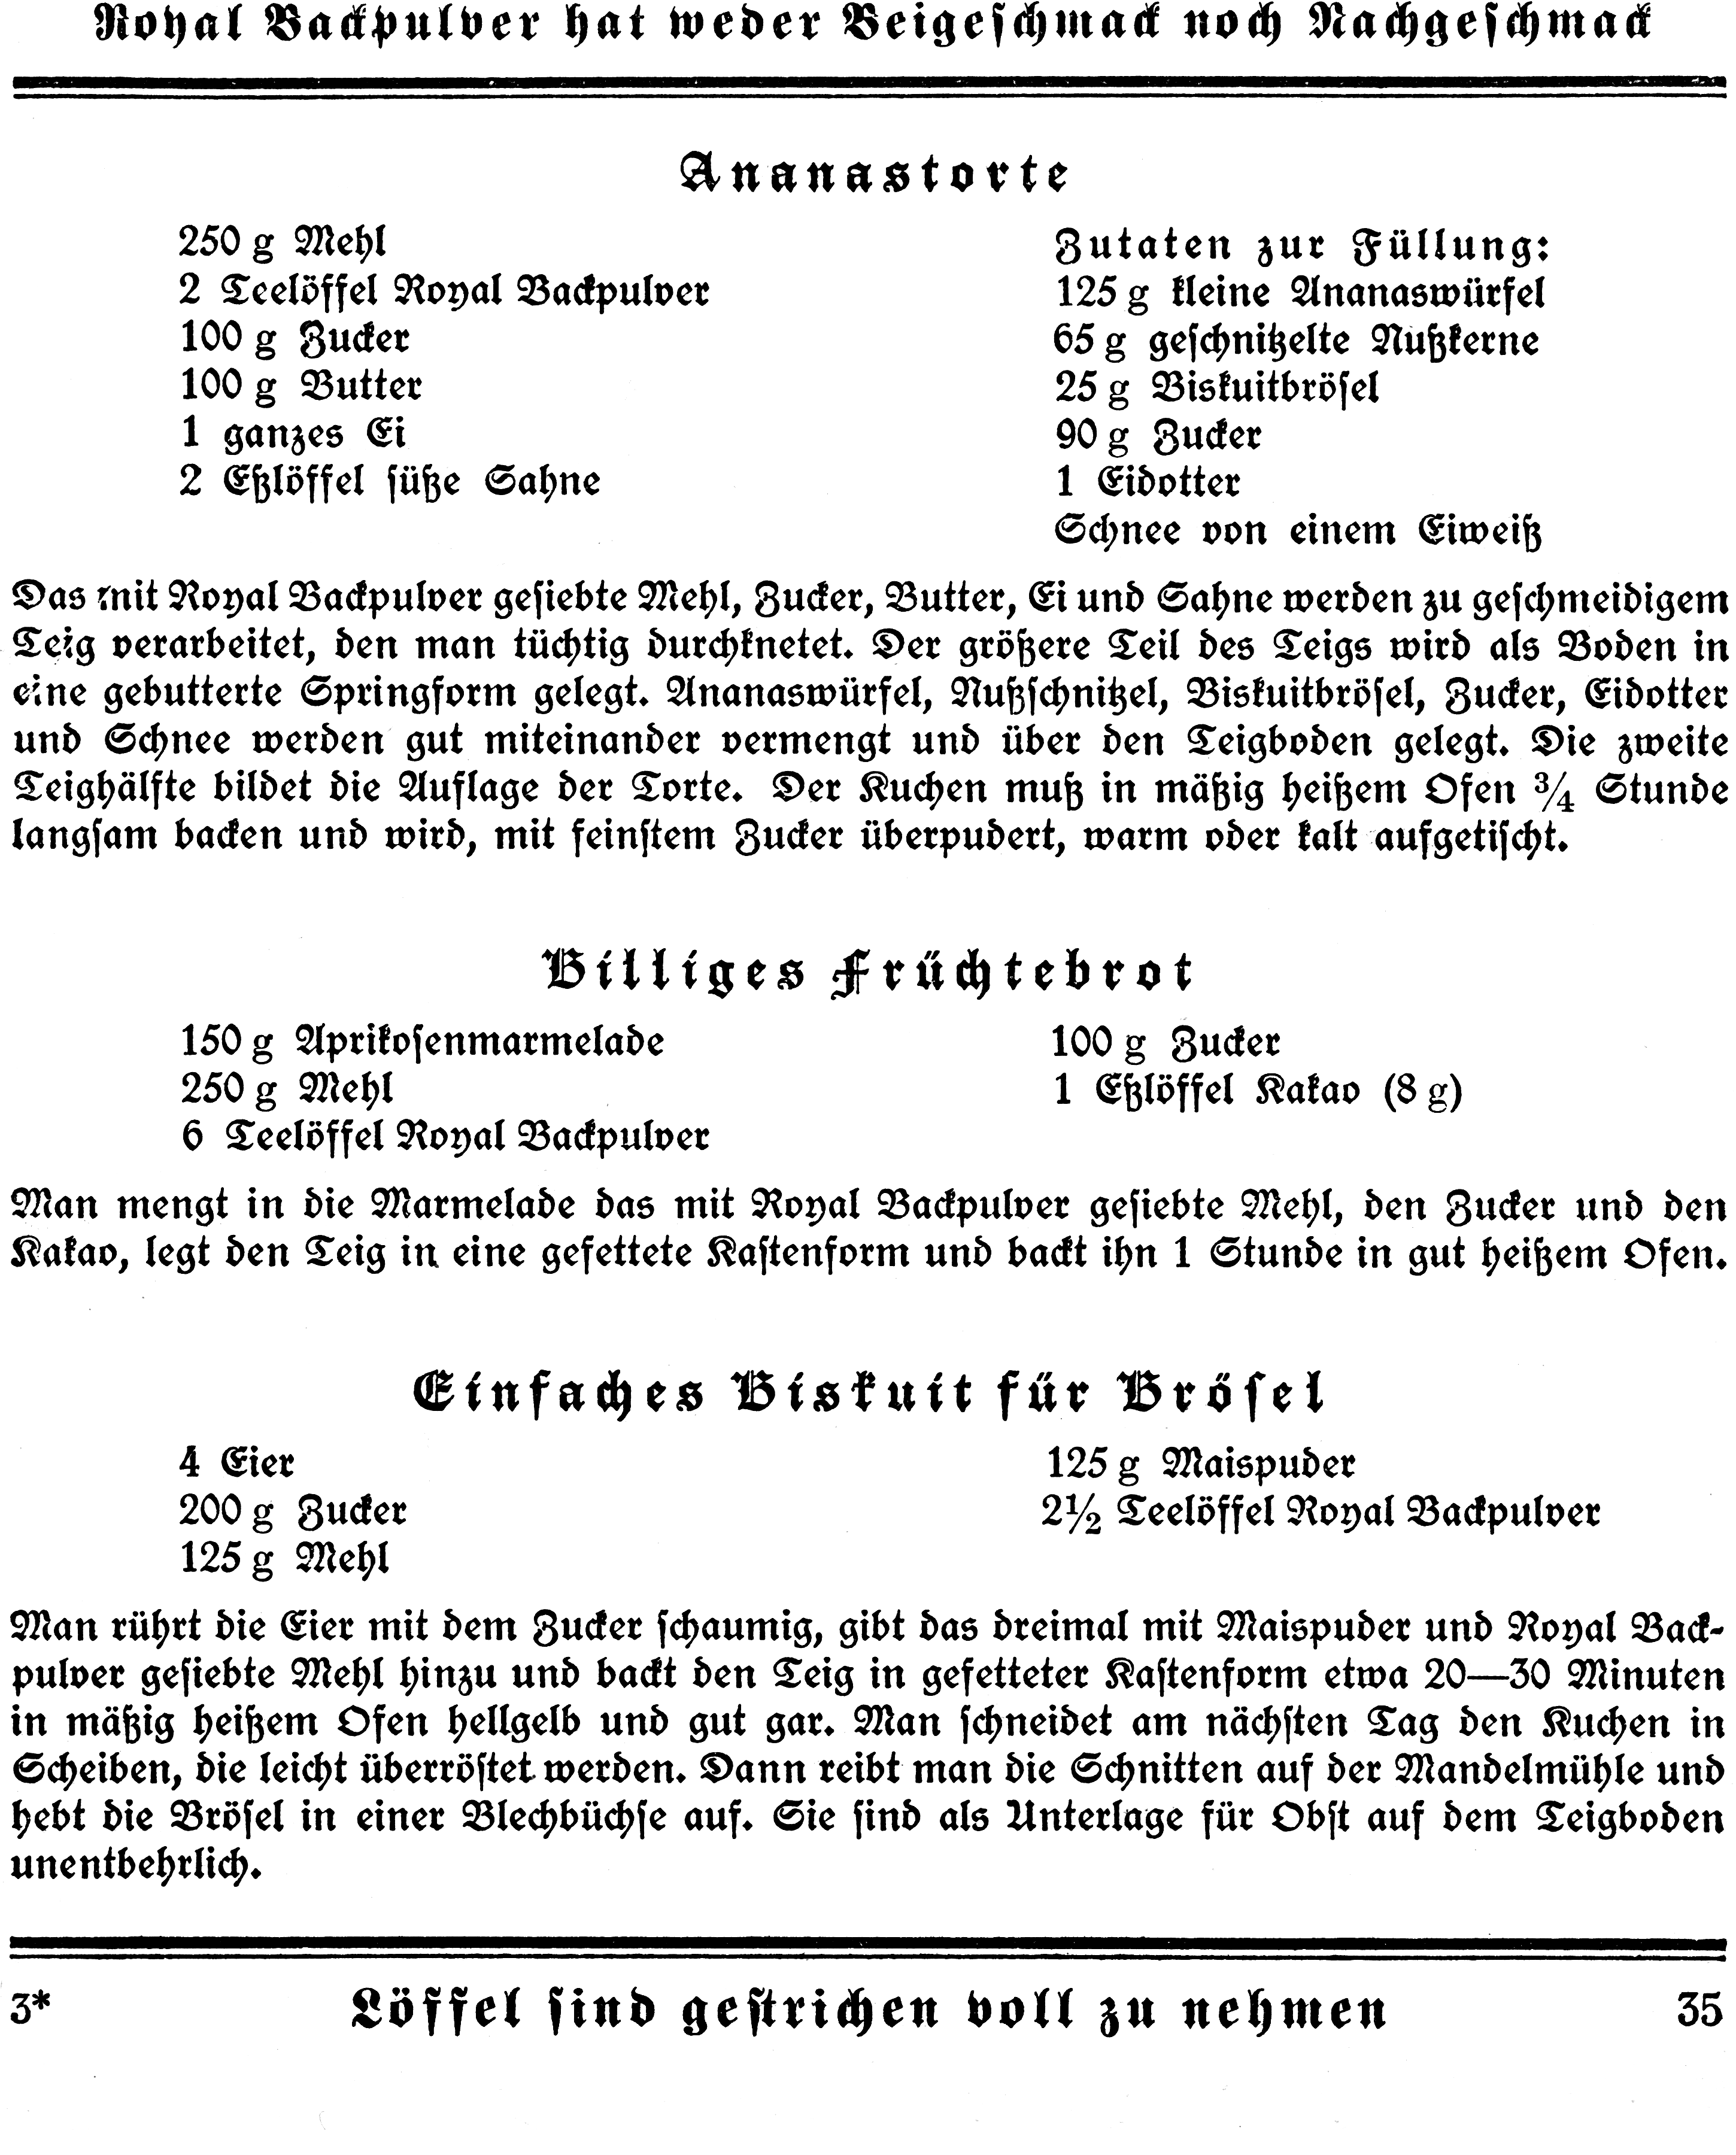 Royal Backpulver hat weder Beigeschmack noch Nachgeschmack
Ananastorte
250 g Mehl
2 Teelöffel Royal Backpulver
100 g Zucker
100 g Butter
1 ganzes Ei
2 Eßlöffel süße Sahne
Zutaten zur Füllung:
125 g kleine Ananaswürfel
65 g geschnitzelte Nußkerne
25 g Biskuitbrösel
90 g Zucker
1 Eidotter
Schnee von einem Eiweiß
Das mit Royal Backpulver gesiebte Mehl, Zucker, Butter, Ei und Sahne werden zu geschmeidigem
Teig verarbeitet, den man tüchtig durchknetet. Der größere Teil des Teigs wird als Boden in
eine gebutterte Springform gelegt. Ananaswürfel, Nußschnitzel, Biskuitbrösel, Zucker, Eidotter
und Schnee werden gut miteinander vermengt und über den Teigboden gelegt. Die zweite
Teighälfte bildet die Auflage der Torte. Der Kuchen muß in mäßig heißem Ofen ¾ Stunde
langsam backen und wird, mit feinstem Zucker überpudert, warm oder kalt aufgetischt.
Billiges Früchtebrot
150 g Aprikosenmarmelade
250 g Mehl
6 Teelöffel Royal Backpulver
100 g Zucker
1 Eßlöffel Kakao (8 g)
Man mengt in die Marmelade das mit Royal Backpulver gesiebte Mehl, den Zucker und den
Kakao, legt den Teig in eine gefettete Kastenform und backt ihn 1 Stunde in gut heißem Ofen.
Einfaches Biskuit für Brösel
4 Eier
200 g Zucker
125 g Mehl
125 g Maispuder
2½ Teelöffel Royal Backpulver
Man rührt die Eier mit dem Zucker schaumig, gibt das dreimal mit Maispuder und Royal Back-
pulver gesiebte Mehl hinzu und backt den Teig in gefetteter Kastenform etwa 20—30 Minuten
in mäßig heißem Ofen hellgelb und gut gar. Man schneidet am nächsten Tag den Kuchen in
Scheiben, die leicht überröstet werden. Dann reibt man die Schnitten auf der Mandelmühle und
hebt die Brösel in einer Blechbüchse auf. Sie sind als Unterlage für Obst auf dem Teigboden
unentbehrlich.
3* Löffel sind gestrichen voll zu nehmen 35